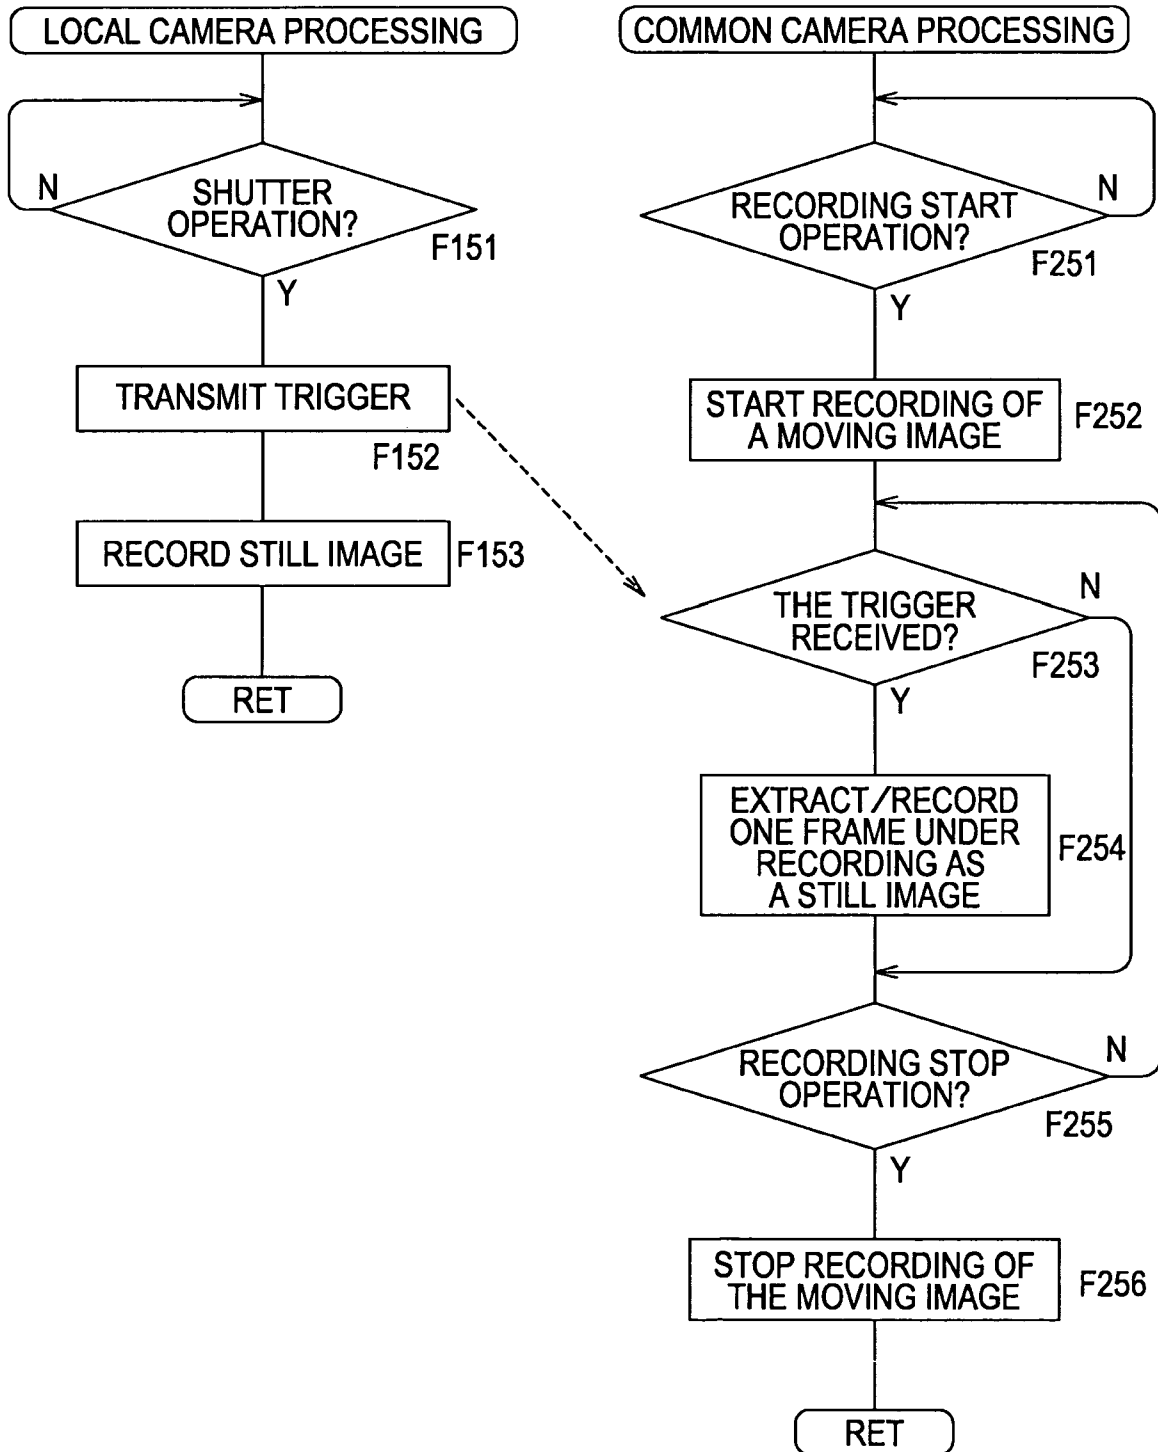 LOCAL CAMERA PROCESSING
N
SHUTTER
OPERATION?
F151
Y
TRANSMIT TRIGGER
F152
RECORD STILL IMAGE
F153
RET
COMMON CAMERA PROCESSING
N
RECORDING START
OPERATION?
F251
Y
START RECORDING OF
A MOVING IMAGE
F252
N
THE TRIGGER
RECEIVED?
F253
Y
EXTRACT/RECORD
ONE FRAME UNDER
RECORDING AS
A STILL IMAGE
F254
N
RECORDING STOP
OPERATION?
F255
Y
STOP RECORDING OF
THE MOVING IMAGE
F256
RET